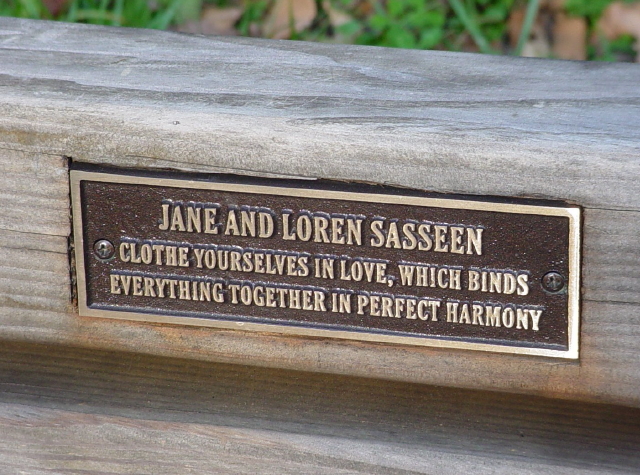 JANE AND LOREN SASSEEN
CLOTHE YOURSELVES IN LOVE, WHICH BINDS
EVERYTHING TOGETHER IN PERFECT HARMONY